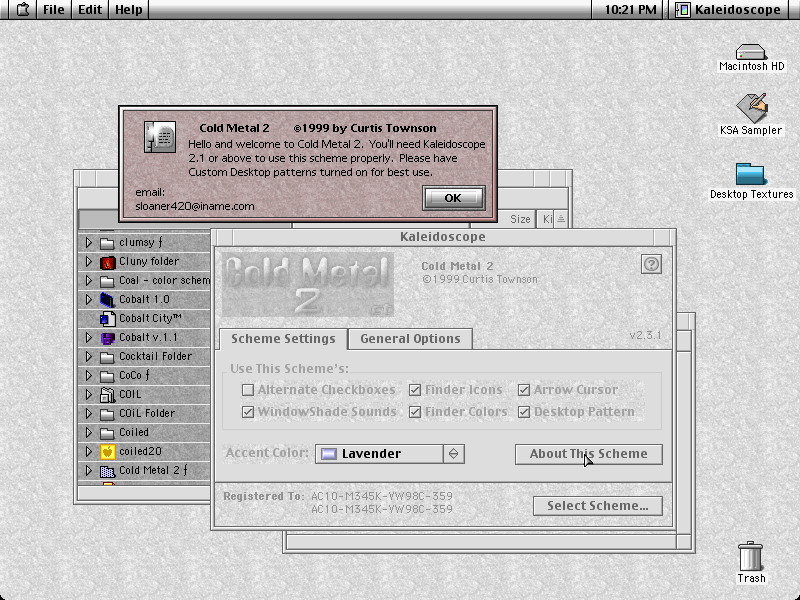 File Edit Help
10:21 PM Kaleidoscope
Macintosh HD
KSA Sampler
Desktop Textures
Trash
Cold Metal 2 ©1999 by Curtis Townson
Hello and welcome to Cold Metal 2. You'll need Kaleidoscope
2.1 or above to use this scheme properly. Please have
Custom Desktop patterns turned on for best use.
email:
sloaner420@iname.com
OK
Size Ki
clumsy ƒ
Cluny folder
Coal - color schem
Cobalt 1.0
Cobalt City™
Cobalt v.1.1
Cocktail Folder
CoCo ƒ
COIL
COiL Folder
Coiled
coiled20
Cold Metal 2 ƒ
Kaleidoscope
Cold Metal
2
Cold Metal 2
©1999 Curtis Townson
?
v2.3.1
Scheme Settings General Options
Use This Scheme's:
Alternate Checkboxes Finder Icons Arrow Cursor
WindowShade Sounds Finder Colors Desktop Pattern
Accent Color: Lavender About This Scheme
Registered To: AC10-M345K-YW98C-359
AC10-M345K-YW98C-359
Select Scheme...